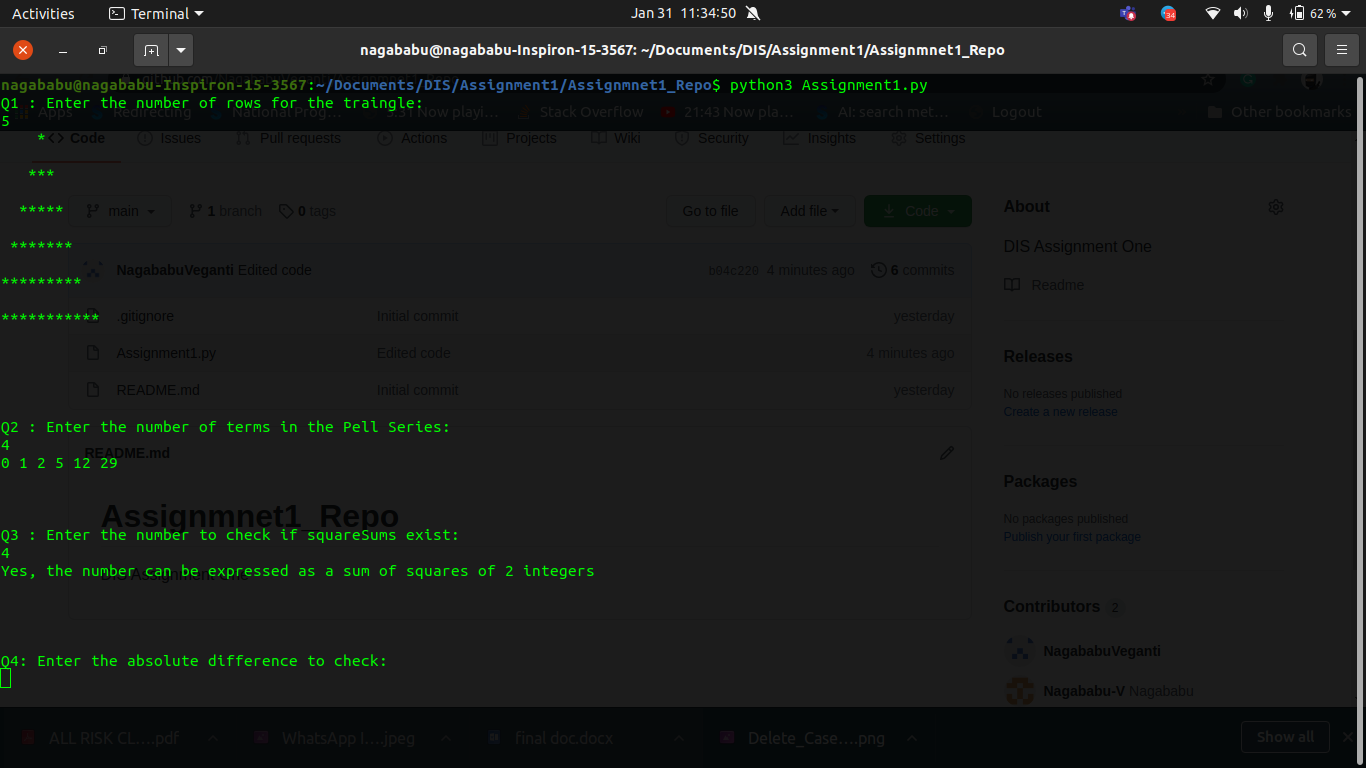 Activities Terminal Jan 31 11:34:50 34 62 %
nagababu@nagababu-Inspiron-15-3567: ~/Documents/DIS/Assignment1/Assignmnet1_Repo
nagababu@nagababu-Inspiron-15-3567:~/Documents/DIS/Assignment1/Assignmnet1_Repo$ python3 Assignment1.py
Q1 : Enter the number of rows for the traingle:
Apps Redirecting National Prog... 5:31 Now playi... Stack Overflow 21:43 Now pla... AI: search met... Logout Other bookmarks
5
*
Code Issues Pull requests Actions Projects Wiki Security Insights Settings
***
*****
main 1 branch 0 tags Go to file Add file Code About
*******
DIS Assignment One
NagababuVeganti Edited code 4 minutes ago 6 commits
*********
Readme
***********
.gitignore Initial commit yesterday
Assignment1.py Edited code 4 minutes ago Releases
README.md Initial commit yesterday No releases published
Create a new release
Q2 : Enter the number of terms in the Pell Series:
4
README.md
0 1 2 5 12 29
Packages
Assignmnet1_Repo No packages published
Q3 : Enter the number to check if squareSums exist:
Publish your first package
4
Yes, the number can be expressed as a sum of squares of 2 integers
Contributors 2
NagababuVeganti
Q4: Enter the absolute difference to check:
Nagababu-V Nagababu
ALL RISK CL....pdf WhatsApp I....jpeg final doc.docx Delete_Case....png Show all